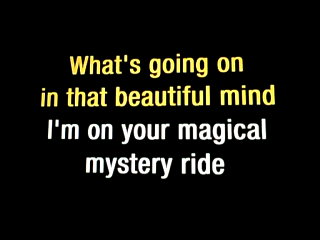 What's going on
in that beautiful mind
I'm on your magical
mystery ride